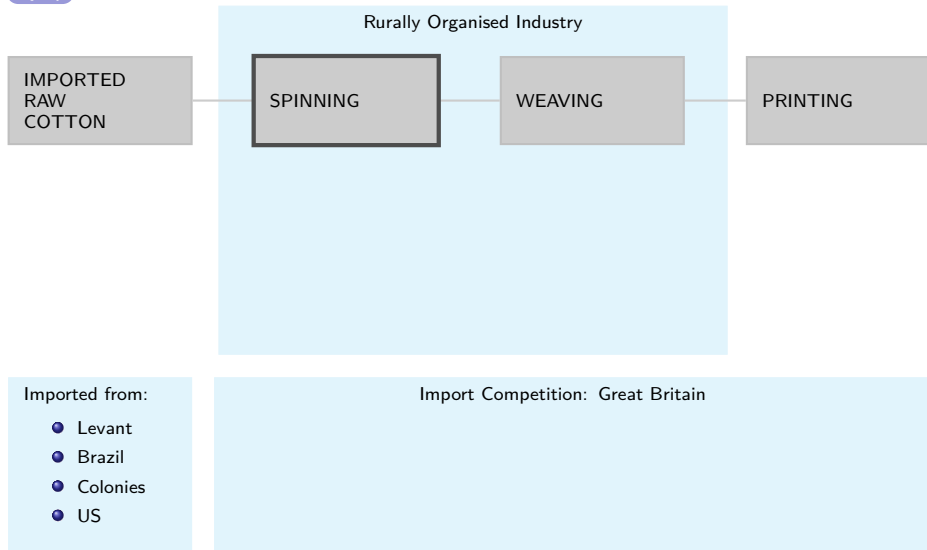 Rurally Organised Industry
IMPORTED
RAW
COTTON
SPINNING
WEAVING
PRINTING
Imported from:
Levant
Brazil
Colonies
US
Import Competition: Great Britain